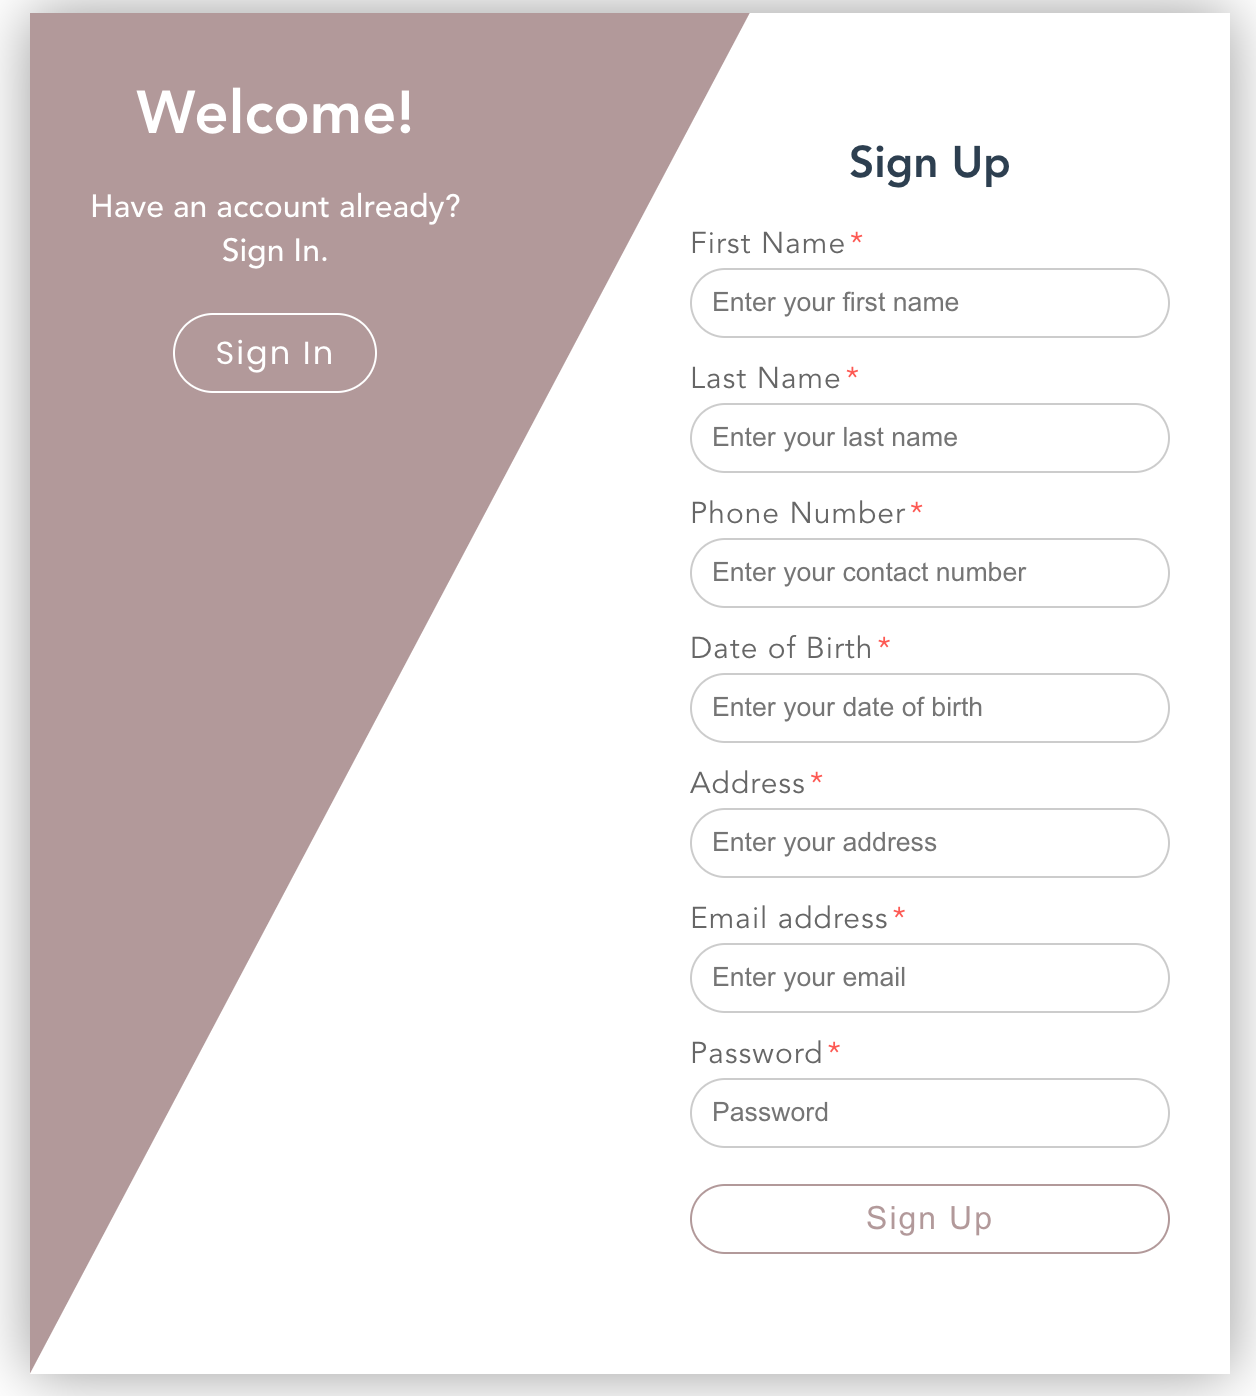 Welcome!
Have an account already?
Sign In.
Sign In
Sign Up
First Name *
Enter your first name
Last Name *
Enter your last name
Phone Number *
Enter your contact number
Date of Birth *
Enter your date of birth
Address *
Enter your address
Email address *
Enter your email
Password *
Password
Sign Up